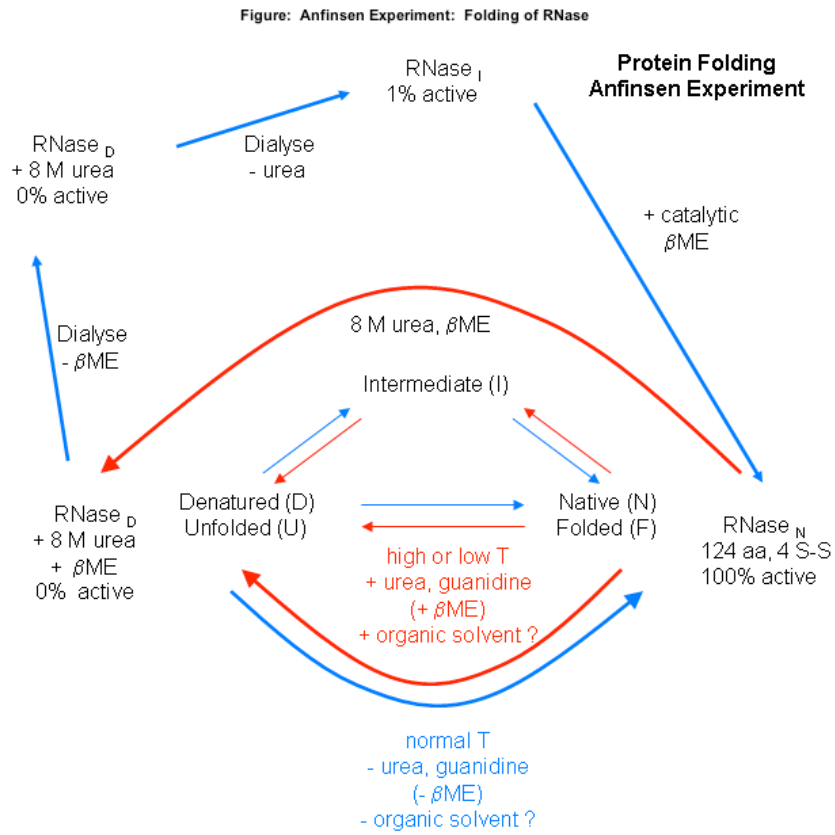 Figure: Anfinsen Experiment: Folding of RNase
Protein Folding
Anfinsen Experiment
RNase I
1% active
RNase D
+ 8 M urea
0% active
Dialyse
- urea
+ catalytic
βME
Dialyse
- βME
8 M urea, βME
Intermediate (I)
Denatured (D)
Unfolded (U)
Native (N)
Folded (F)
RNase D
+ 8 M urea
+ βME
0% active
RNase N
124 aa, 4 S-S
100% active
high or low T
+ urea, guanidine
(+ βME)
+ organic solvent ?
normal T
- urea, guanidine
(- βME)
- organic solvent ?